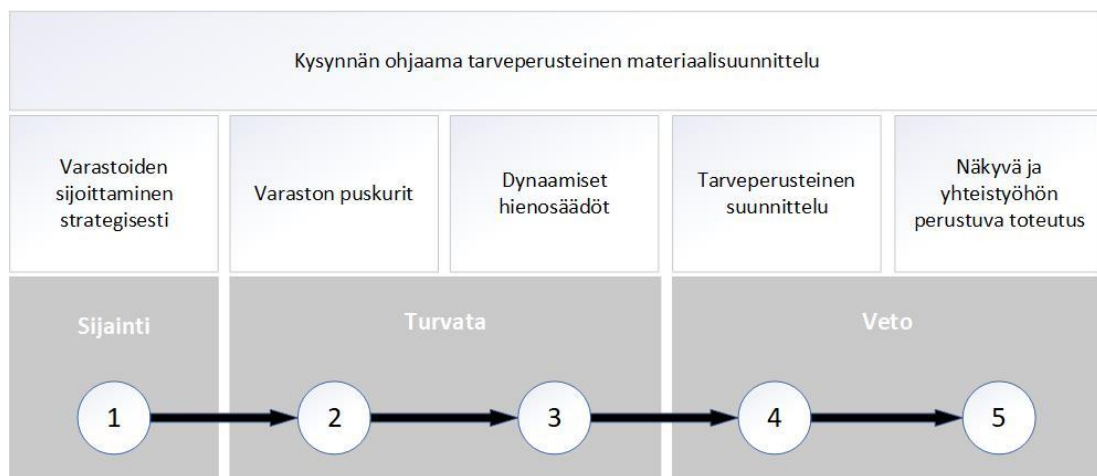 Kysynnän ohjaama tarveperusteinen materiaalisuunnittelu
Varastoiden
sijoittaminen
strategisesti
Varaston puskurit
Dynaamiset
hienosäädöt
Tarveperusteinen
suunnittelu
Näkyvä ja
yhteistyöhön
perustuva toteutus
Sijainti
Turvata
Veto
1
2
3
4
5